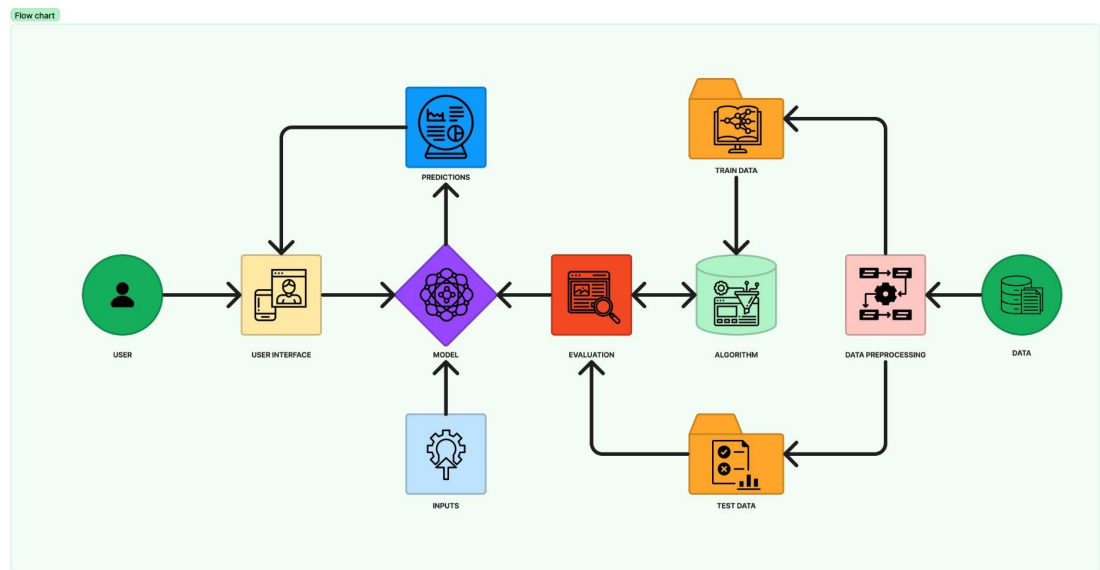 Flow chart
PREDICTIONS
TRAIN DATA
USER
USER INTERFACE
MODEL
EVALUATION
ALGORITHM
DATA PREPROCESSING
DATA
INPUTS
TEST DATA